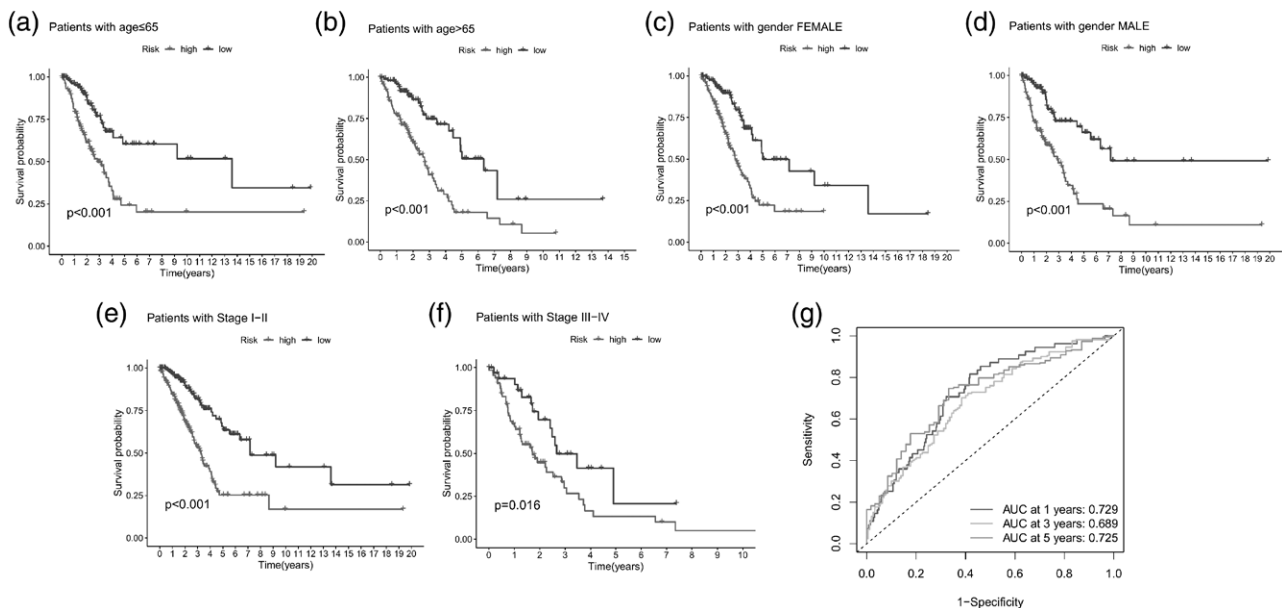 (a) Patients with age≤65
Risk high low
Survival probability
1.00
0.75
0.50
0.25
0.00
p<0.001
0 1 2 3 4 5 6 7 8 9 10 11 12 13 14 15 16 17 18 19 20
Time(years)
(b) Patients with age>65
Risk high low
Survival probability
1.00
0.75
0.50
0.25
0.00
p<0.001
0 1 2 3 4 5 6 7 8 9 10 11 12 13 14 15
Time(years)
(c) Patients with gender FEMALE
Risk high low
Survival probability
1.00
0.75
0.50
0.25
0.00
p<0.001
0 1 2 3 4 5 6 7 8 9 10 11 12 13 14 15 16 17 18 19
Time(years)
(d) Patients with gender MALE
Risk high low
Survival probability
1.00
0.75
0.50
0.25
0.00
p<0.001
0 1 2 3 4 5 6 7 8 9 10 11 12 13 14 15 16 17 18 19 20
Time(years)
(e) Patients with Stage I-II
Risk high low
Survival probability
1.00
0.75
0.50
0.25
0.00
p<0.001
0 1 2 3 4 5 6 7 8 9 10 11 12 13 14 15 16 17 18 19 20
Time(years)
(f) Patients with Stage III-IV
Risk high low
Survival probability
1.00
0.75
0.50
0.25
0.00
p=0.016
0 1 2 3 4 5 6 7 8 9 10
Time(years)
(g)
Sensitivity
1.0
0.8
0.6
0.4
0.2
0.0
AUC at 1 years: 0.729
AUC at 3 years: 0.689
AUC at 5 years: 0.725
0.0 0.2 0.4 0.6 0.8 1.0
1-Specificity